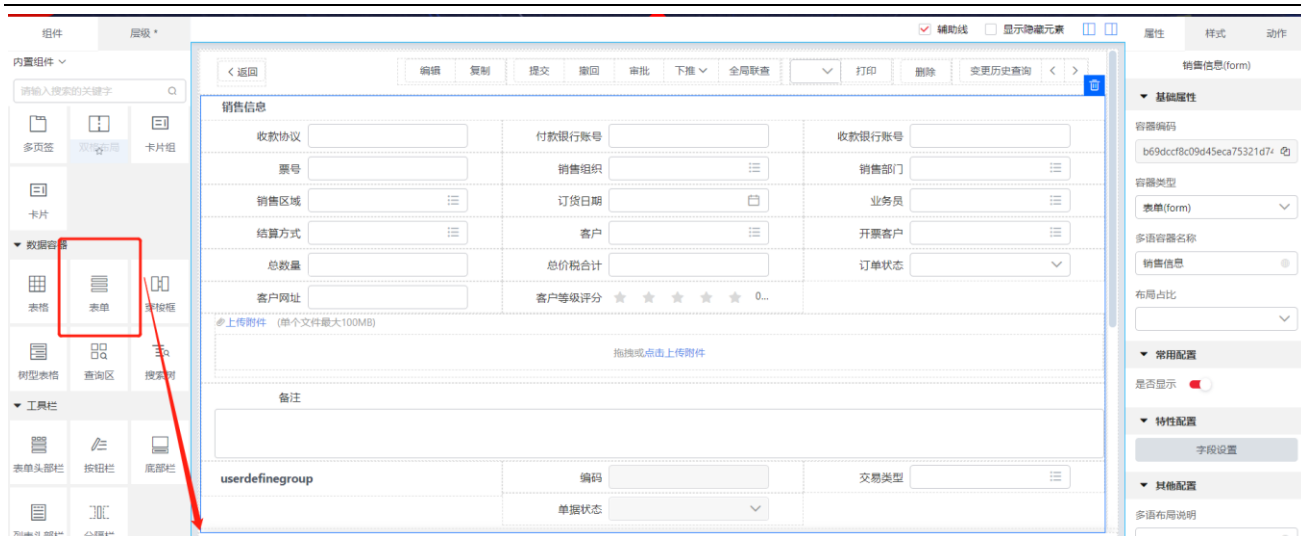 组件 层级 *
辅助线 显示隐藏元素
属性 样式 动作
内置组件
请输入搜索的关键字
多页签 卡片组
卡片
数据容器
表格 表单 穿梭框
树型表格 查询区 搜索树
工具栏
表单头部栏 按钮栏 底部栏
列表头部栏 分隔栏
返回 编辑 复制 提交 撤回 审批 下推 全局联查 打印 删除 变更历史查询
销售信息
收款协议 付款银行账号 收款银行账号
票号 销售组织 销售部门
销售区域 订货日期 业务员
结算方式 客户 开票客户
总数量 总价税合计 订单状态
客户网址 客户等级评分 0...
上传附件 (单个文件最大100MB)
拖拽或点击上传附件
备注
userdefinegroup 编码 交易类型
单据状态
销售信息(form)
基础属性
容器编码
b69dccf8c09d45eca75321d74
容器类型
表单(form)
多语容器名称
销售信息
布局占比
常用配置
是否显示
特性配置
字段设置
其他配置
多语布局说明